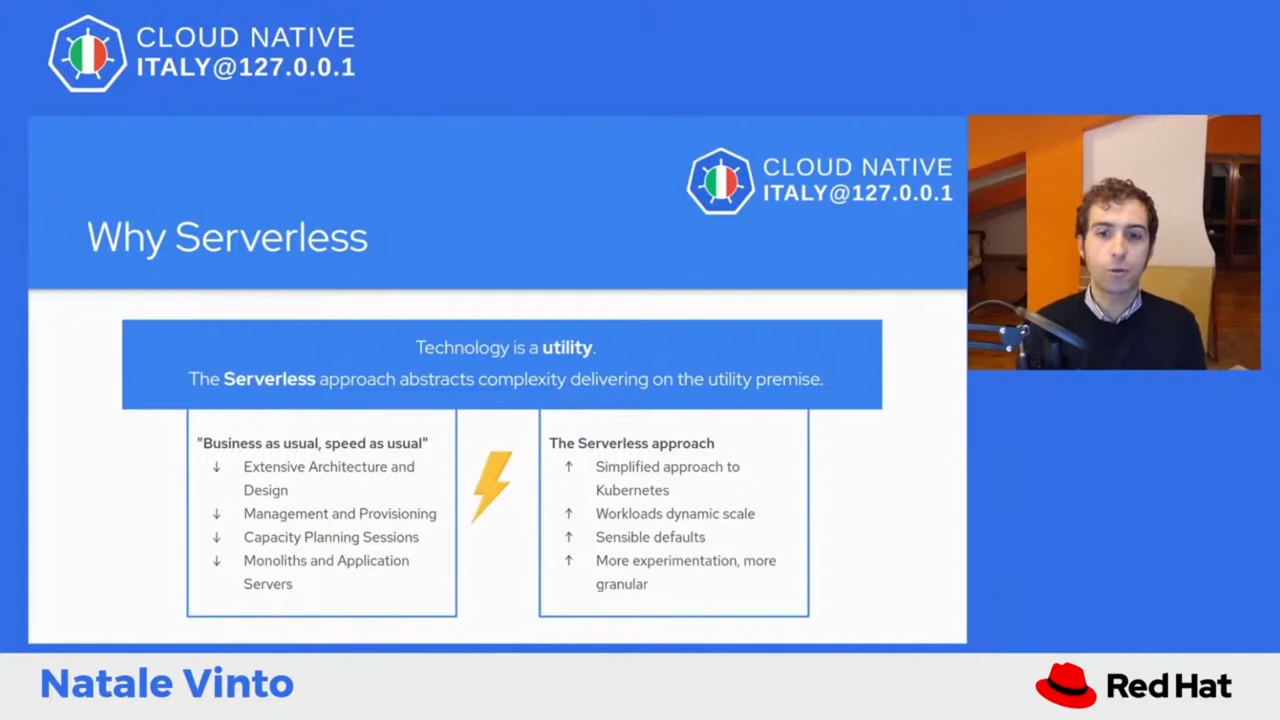 CLOUD NATIVE
ITALY@127.0.0.1
CLOUD NATIVE
ITALY@127.0.0.1
Why Serverless
Technology is a utility.
The Serverless approach abstracts complexity delivering on the utility premise.
"Business as usual, speed as usual"
↓ Extensive Architecture and
Design
↓ Management and Provisioning
↓ Capacity Planning Sessions
↓ Monoliths and Application
Servers
The Serverless approach
↑ Simplified approach to
Kubernetes
↑ Workloads dynamic scale
↑ Sensible defaults
↑ More experimentation, more
granular
Natale Vinto
Red Hat